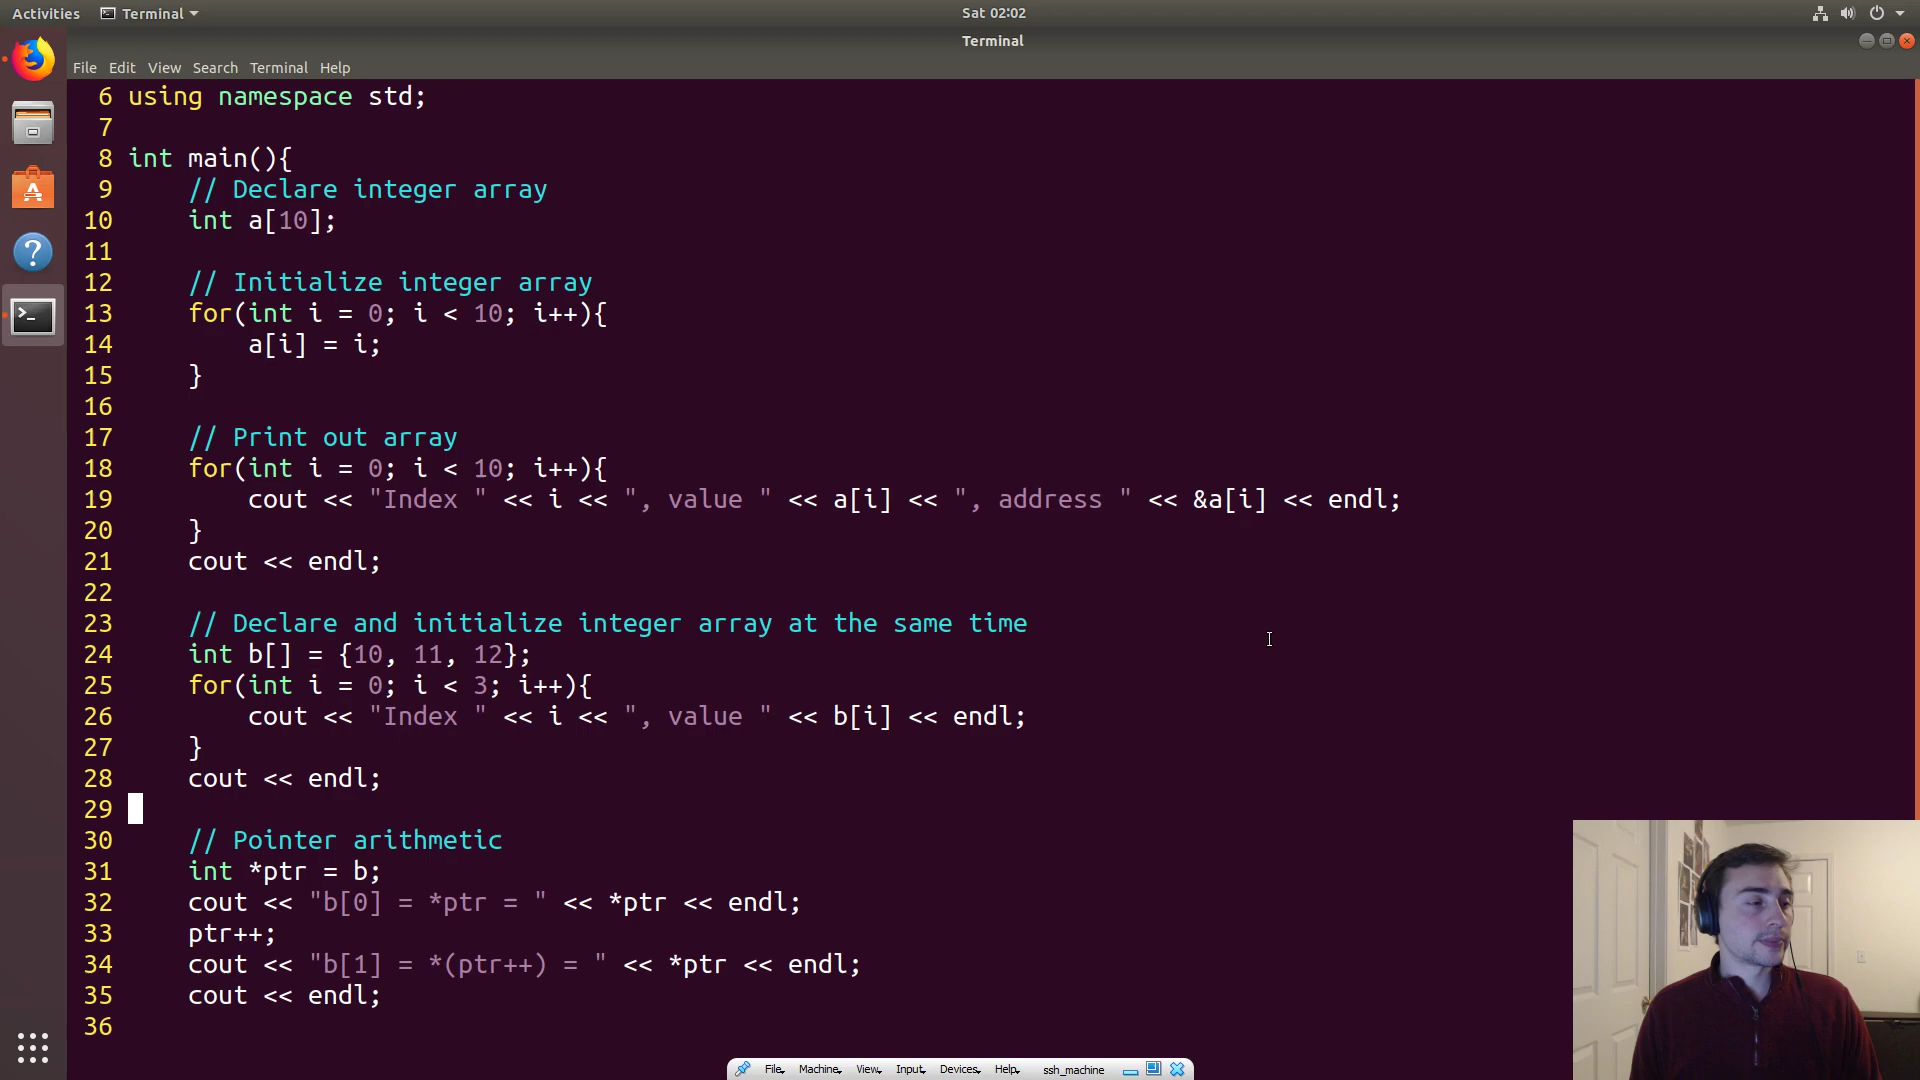 Activities Terminal Sat 02:02
Terminal
File Edit View Search Terminal Help
6 using namespace std;
7
8 int main(){
9     // Declare integer array
10     int a[10];
11
12     // Initialize integer array
13     for(int i = 0; i < 10; i++){
14         a[i] = i;
15     }
16
17     // Print out array
18     for(int i = 0; i < 10; i++){
19         cout << "Index " << i << ", value " << a[i] << ", address " << &a[i] << endl;
20     }
21     cout << endl;
22
23     // Declare and initialize integer array at the same time
24     int b[] = {10, 11, 12};
25     for(int i = 0; i < 3; i++){
26         cout << "Index " << i << ", value " << b[i] << endl;
27     }
28     cout << endl;
29
30     // Pointer arithmetic
31     int *ptr = b;
32     cout << "b[0] = *ptr = " << *ptr << endl;
33     ptr++;
34     cout << "b[1] = *(ptr++) = " << *ptr << endl;
35     cout << endl;
36
File Machine View Input Devices Help ssh_machine